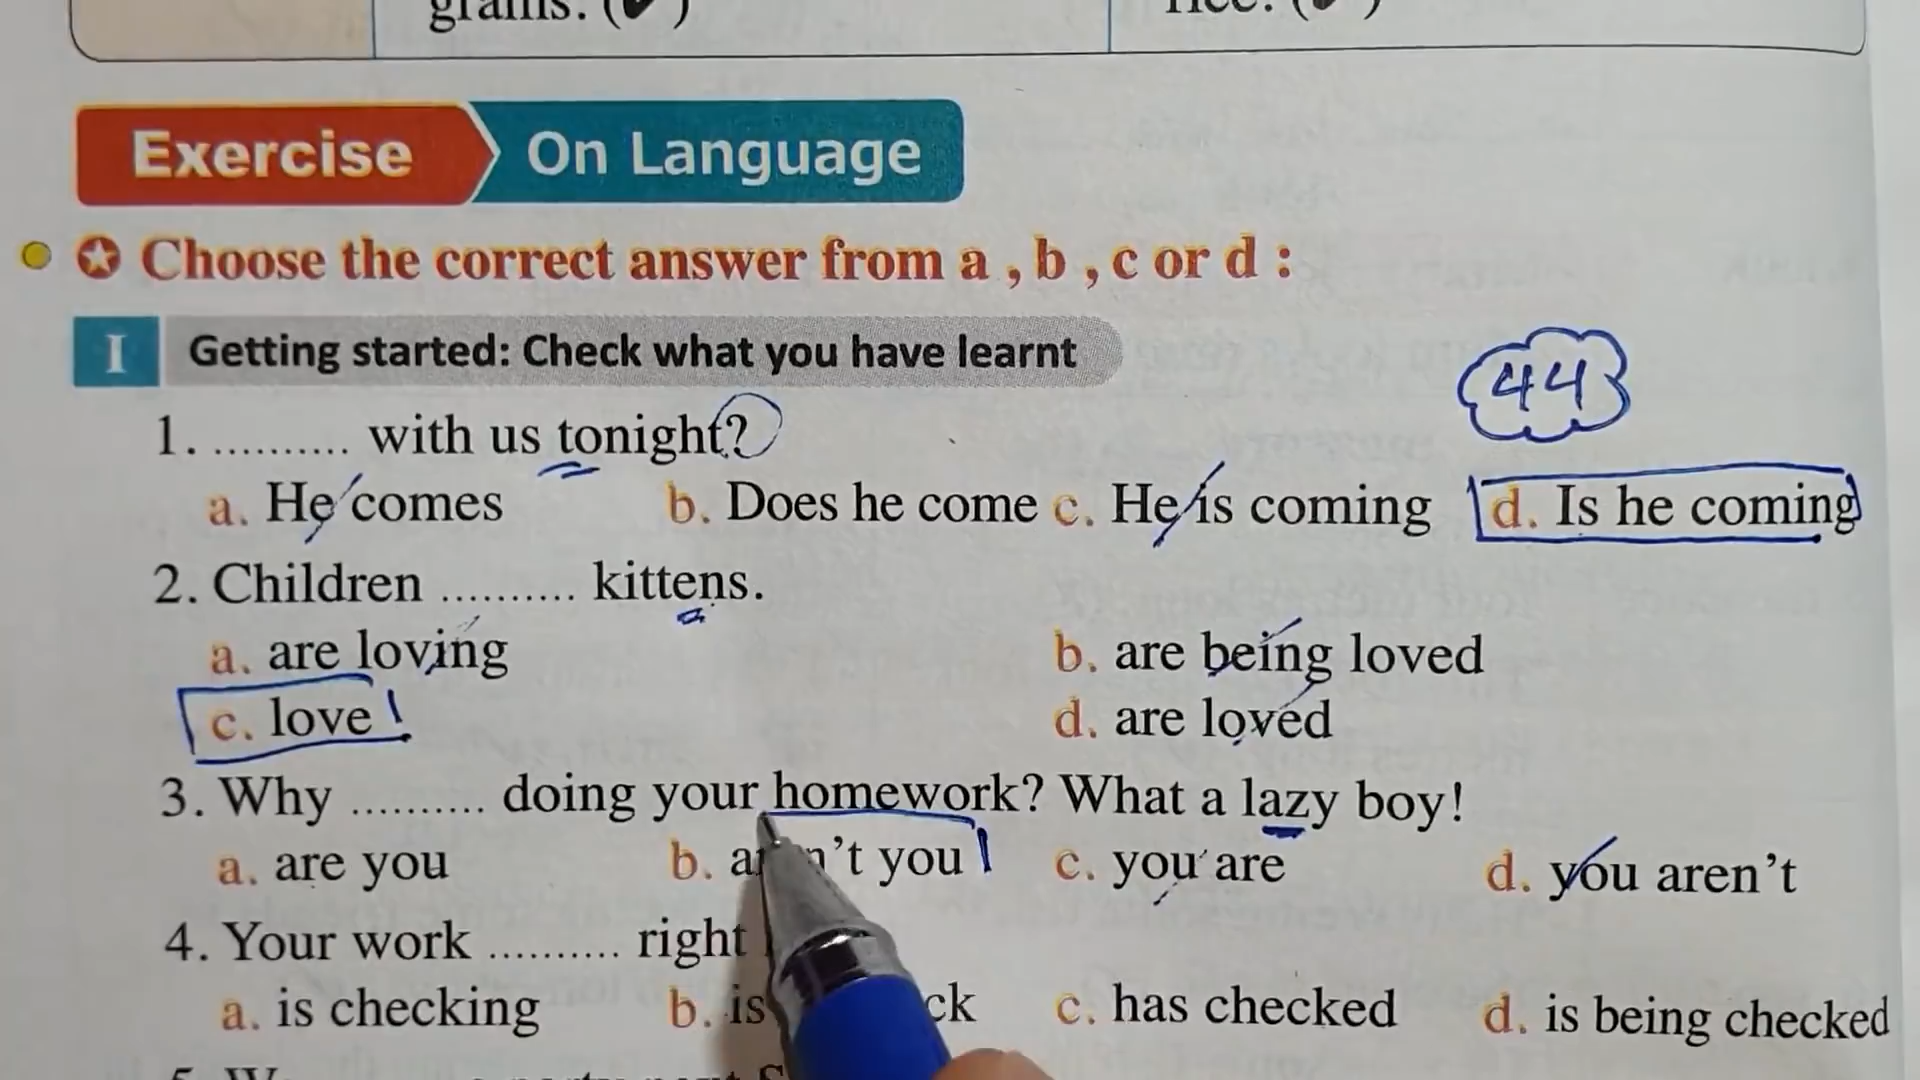 grams. (✔)
rice. (✔)
Exercise On Language
Choose the correct answer from a , b , c or d :
I Getting started: Check what you have learnt
44
1. .......... with us tonight?
a. He comes b. Does he come c. He is coming d. Is he coming
2. Children .......... kittens.
a. are loving b. are being loved
c. love d. are loved
3. Why .......... doing your homework? What a lazy boy!
a. are you b. aren't you c. you are d. you aren't
4. Your work .......... right
a. is checking b. is c. has checked d. is being checked